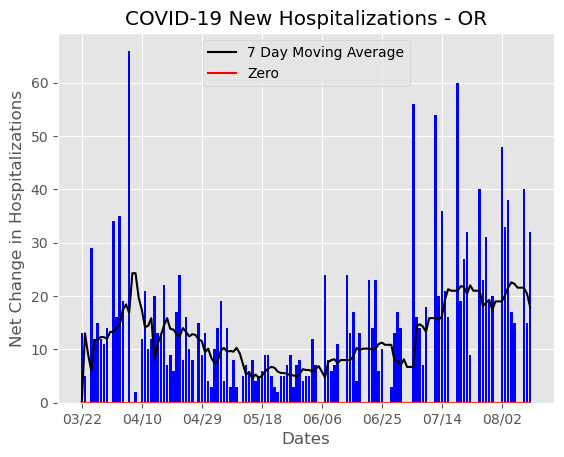 COVID-19 New Hospitalizations - OR
7 Day Moving Average
Zero
Net Change in Hospitalizations
60
50
40
30
20
10
0
03/22 04/10 04/29 05/18 06/06 06/25 07/14 08/02
Dates